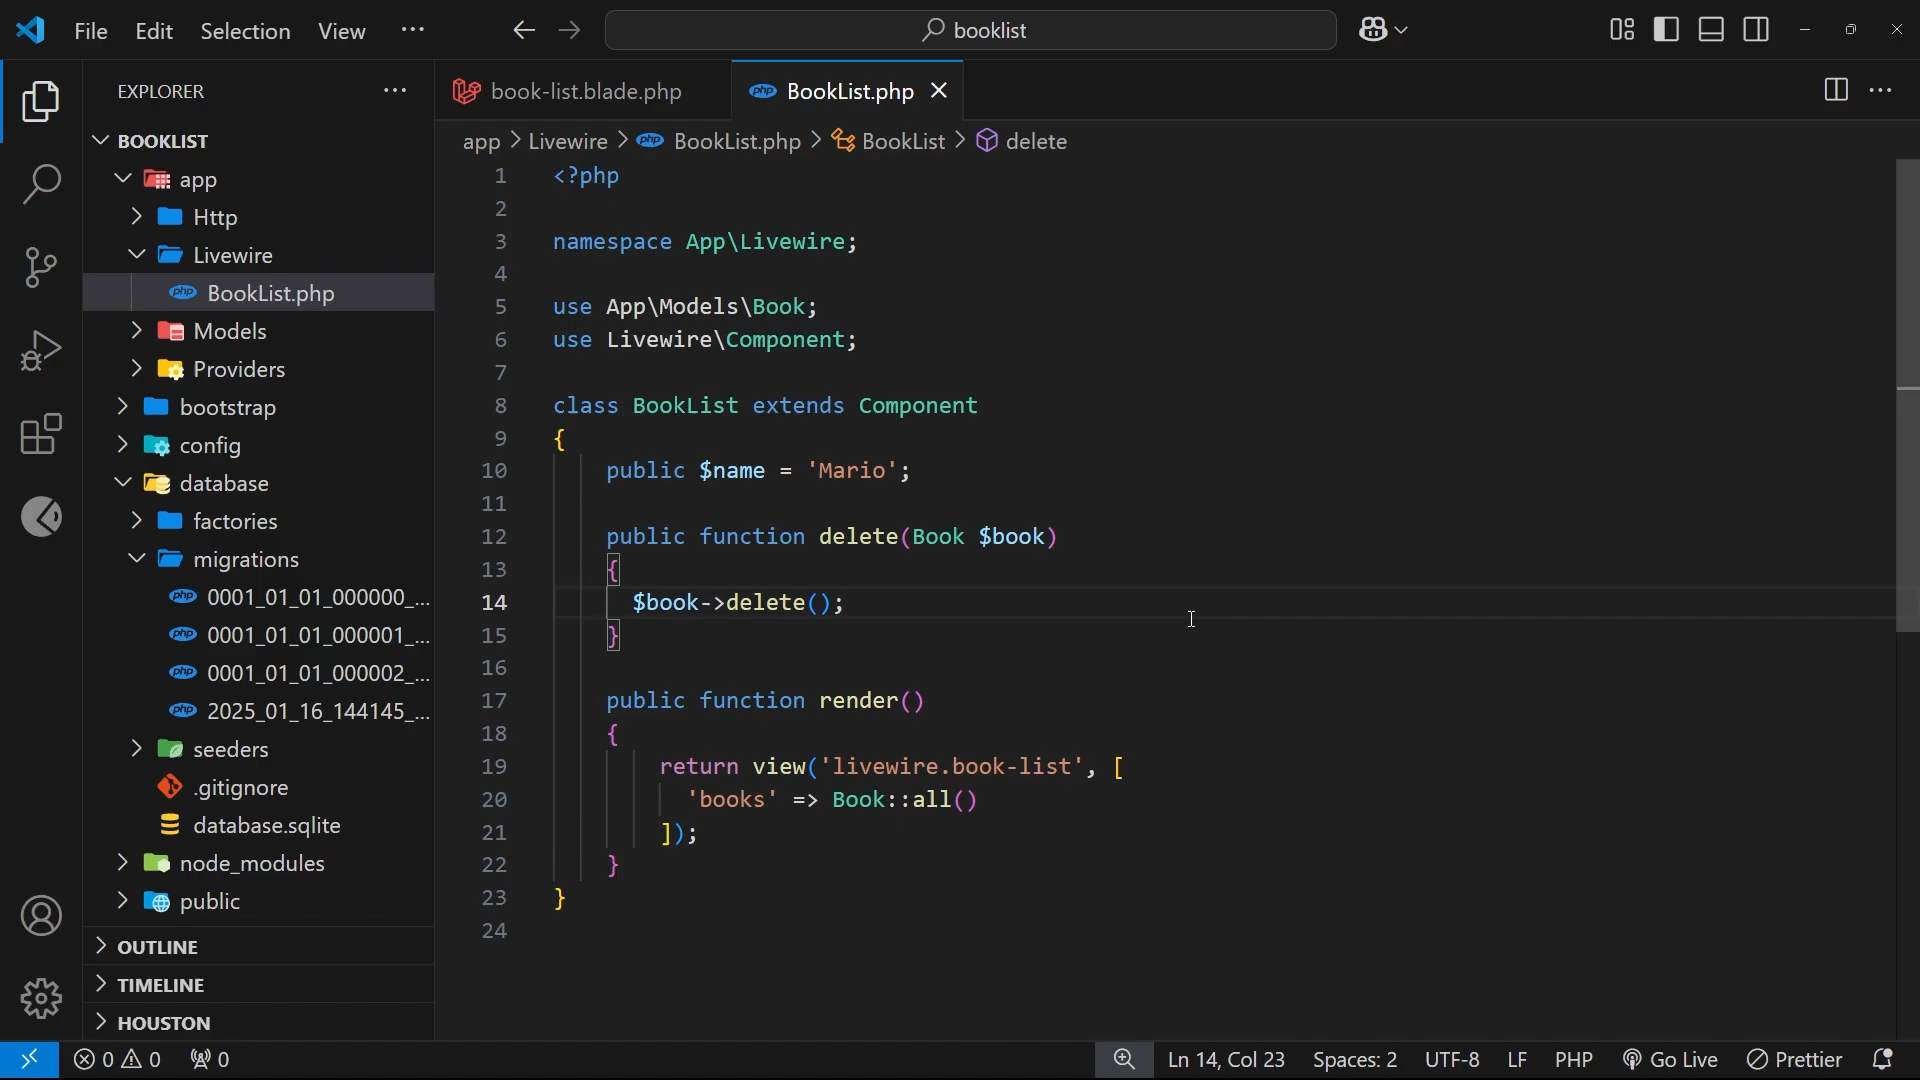 File Edit Selection View ···
booklist
EXPLORER ···
BOOKLIST
app
Http
Livewire
BookList.php
Models
Providers
bootstrap
config
database
factories
migrations
0001_01_01_000000_...
0001_01_01_000001_...
0001_01_01_000002_...
2025_01_16_144145_...
seeders
.gitignore
database.sqlite
node_modules
public
OUTLINE
TIMELINE
HOUSTON
book-list.blade.php
php BookList.php
app > Livewire > php BookList.php > BookList > delete
1 <?php
2
3 namespace App\Livewire;
4
5 use App\Models\Book;
6 use Livewire\Component;
7
8 class BookList extends Component
9 {
10 public $name = 'Mario';
11
12 public function delete(Book $book)
13 {
14 $book->delete();
15 }
16
17 public function render()
18 {
19 return view('livewire.book-list', [
20 'books' => Book::all()
21 ]);
22 }
23 }
24
0 0 0
Ln 14, Col 23 Spaces: 2 UTF-8 LF PHP Go Live Prettier